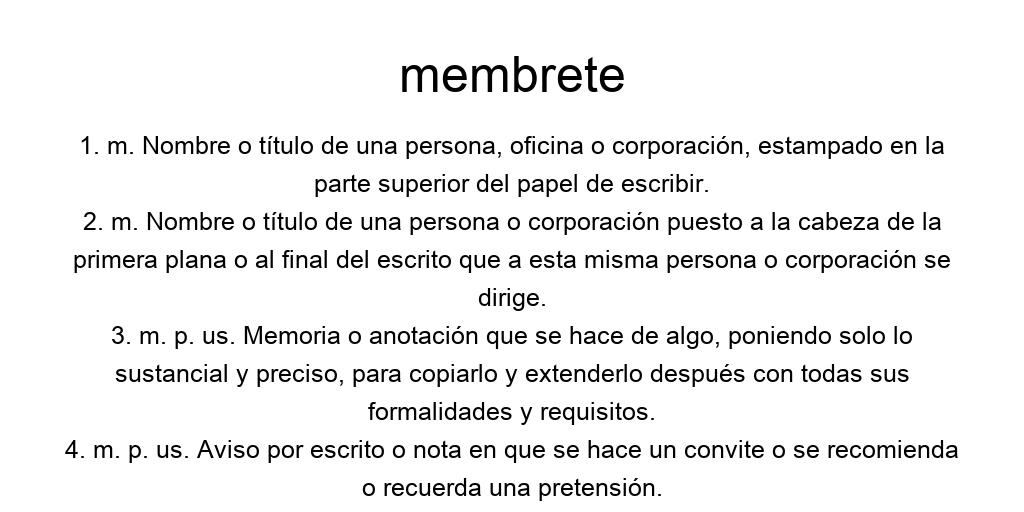 membrete
1. m. Nombre o título de una persona, oficina o corporación, estampado en la
parte superior del papel de escribir.
2. m. Nombre o título de una persona o corporación puesto a la cabeza de la
primera plana o al final del escrito que a esta misma persona o corporación se
dirige.
3. m. p. us. Memoria o anotación que se hace de algo, poniendo solo lo
sustancial y preciso, para copiarlo y extenderlo después con todas sus
formalidades y requisitos.
4. m. p. us. Aviso por escrito o nota en que se hace un convite o se recomienda
o recuerda una pretensión.